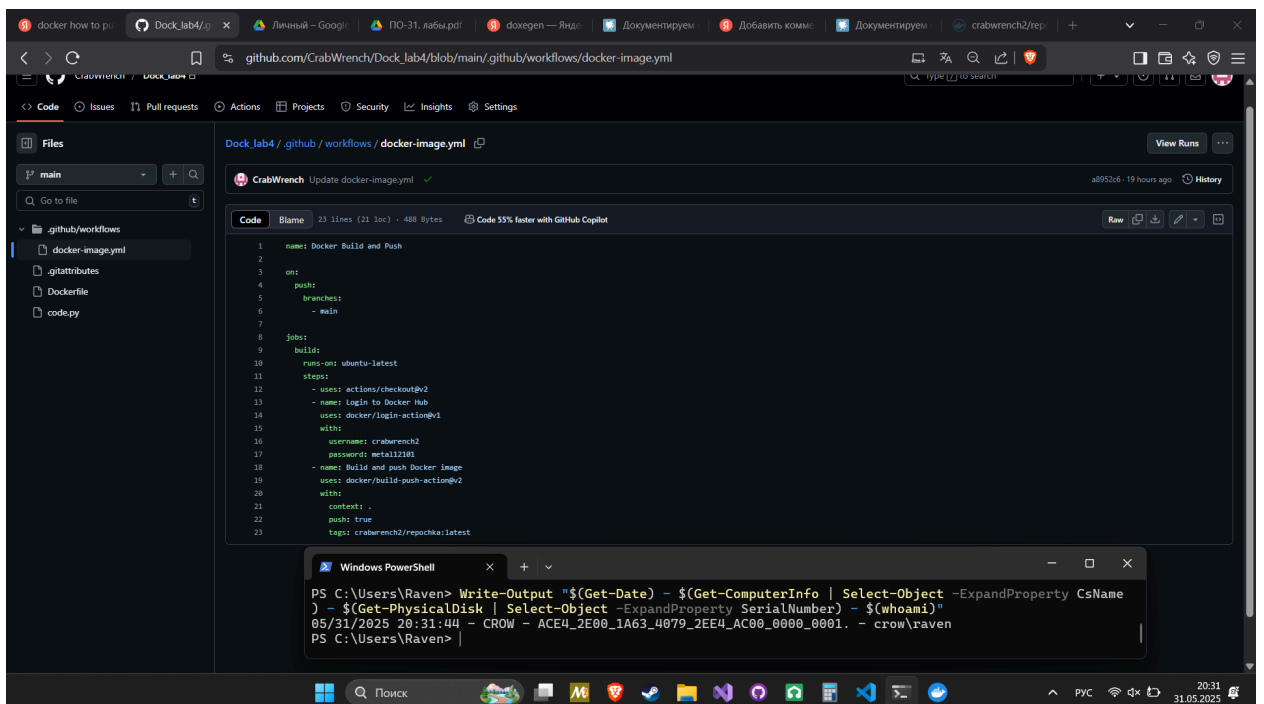 docker how to pu
Dock_lab4/.g
Личный – Google
ПО-31. лабы.pdf
doxegen — Янде
Документируем
Добавить комме
Документируем
crabwrench2/repo
github.com/CrabWrench/Dock_lab4/blob/main/.github/workflows/docker-image.yml
CrabWrench / Dock_lab4
Type / to search
Code Issues Pull requests Actions Projects Security Insights Settings
Files
Dock_lab4 / .github / workflows / docker-image.yml
View Runs
main
CrabWrench Update docker-image.yml
a8952c6 · 19 hours ago History
Go to file t
Code Blame 23 lines (21 loc) · 488 Bytes Code 55% faster with GitHub Copilot
Raw
.github/workflows
docker-image.yml
.gitattributes
Dockerfile
code.py
1 name: Docker Build and Push
2
3 on:
4 push:
5 branches:
6 - main
7
8 jobs:
9 build:
10 runs-on: ubuntu-latest
11 steps:
12 - uses: actions/checkout@v2
13 - name: Login to Docker Hub
14 uses: docker/login-action@v1
15 with:
16 username: crabwrench2
17 password: metal12101
18 - name: Build and push Docker image
19 uses: docker/build-push-action@v2
20 with:
21 context: .
22 push: true
23 tags: crabwrench2/repochka:latest
Windows PowerShell
PS C:\Users\Raven> Write-Output "$(Get-Date) - $(Get-ComputerInfo | Select-Object -ExpandProperty CsName
) - $(Get-PhysicalDisk | Select-Object -ExpandProperty SerialNumber) - $(whoami)"
05/31/2025 20:31:44 - CROW - ACE4_2E00_1A63_4079_2EE4_AC00_0000_0001. - crow\raven
PS C:\Users\Raven>
Поиск
РУС
20:31
31.05.2025